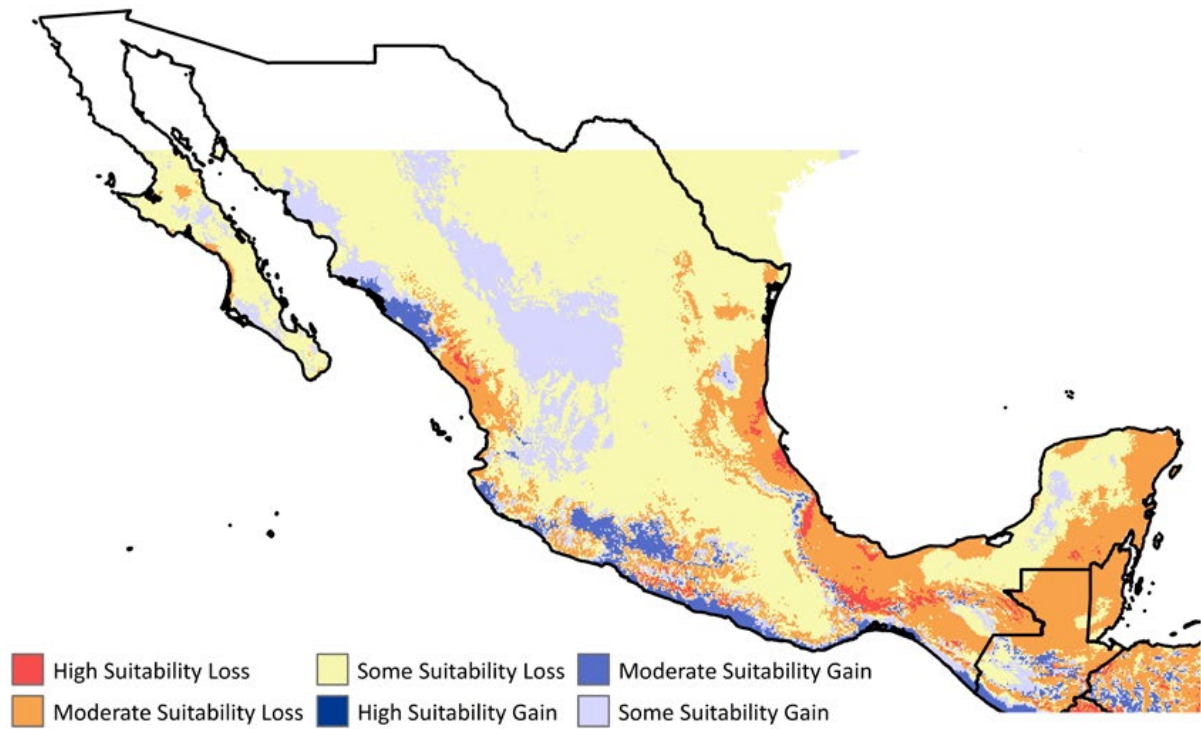 High Suitability Loss
Some Suitability Loss
Moderate Suitability Gain
Moderate Suitability Loss
High Suitability Gain
Some Suitability Gain